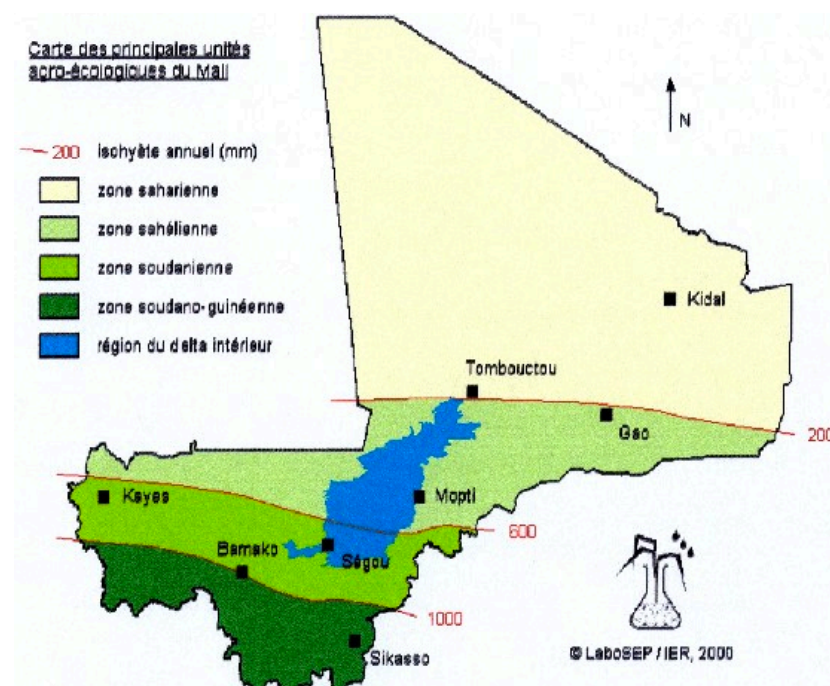 Carte des principales unités
agro-écologiques du Mali
N
200 isohyète annuel (mm)
zone saharienne
zone sahélienne
zone soudanienne
zone soudano-guinéenne
région du delta intérieur
Kidal
Tombouctou
Gao
200
Kayes
Mopti
600
Bamako
Ségou
1000
Sikasso
© LaboSEP / IER, 2000